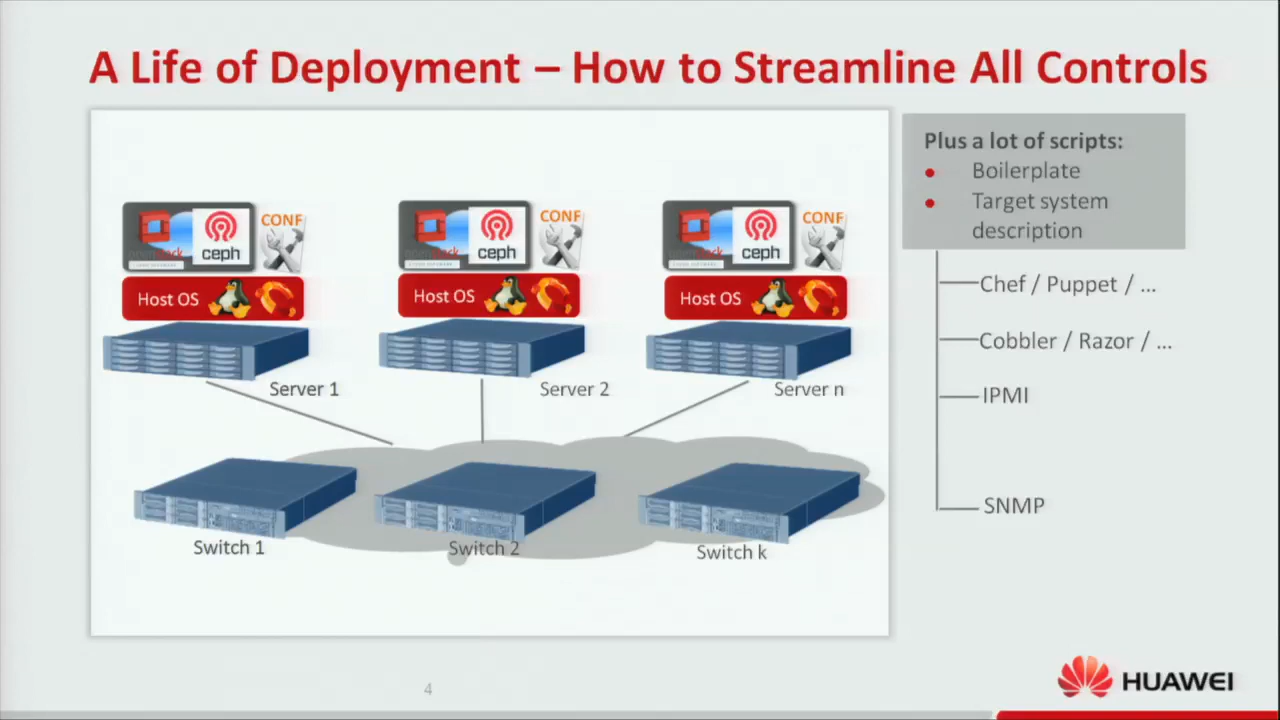 A Life of Deployment – How to Streamline All Controls
Plus a lot of scripts:
Boilerplate
Target system
description
CONF
ceph
CONF
ceph
CONF
ceph
Host OS
Host OS
Host OS
Chef / Puppet / ...
Cobbler / Razor / ...
IPMI
SNMP
Server 1
Server 2
Server n
Switch 1
Switch 2
Switch k
4
HUAWEI